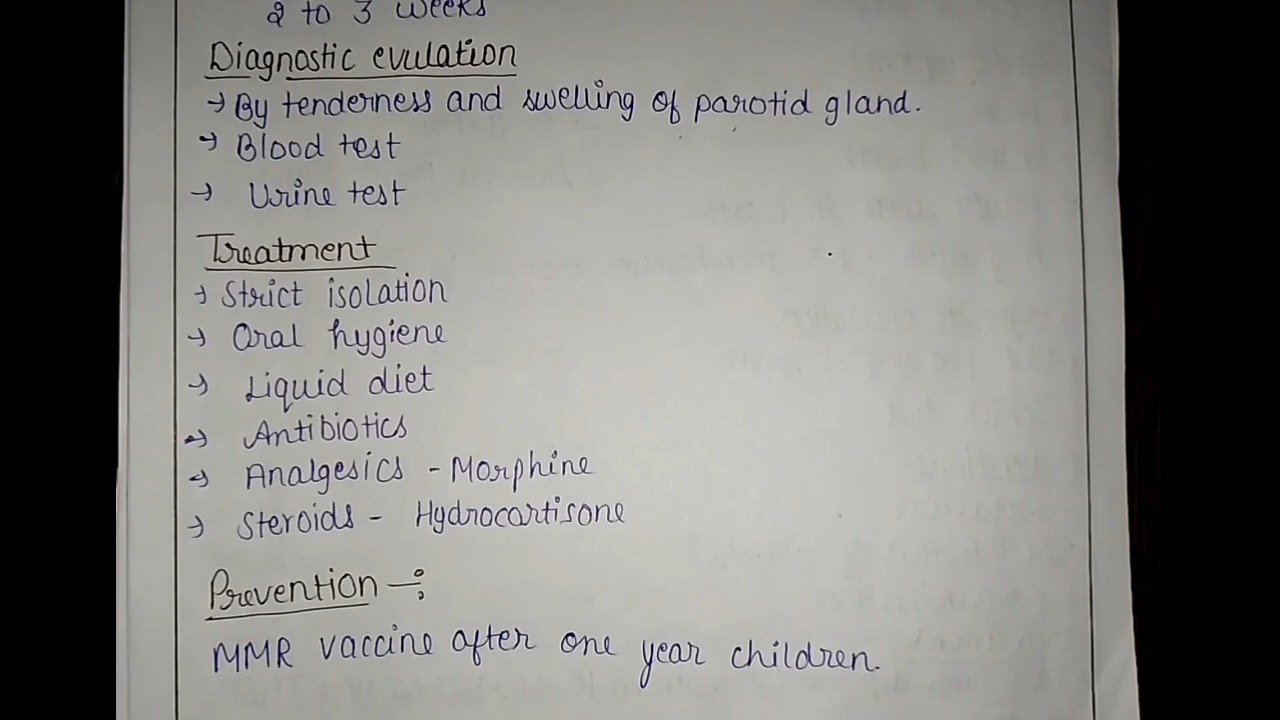 2 to 3 weeks
Diagnostic evulation
→ By tenderness and swelling of parotid gland.
→ Blood test
→ Urine test
Treatment
→ Strict isolation
→ Oral hygiene
→ Liquid diet
→ Antibiotics
→ Analgesics - Morphine
→ Steroids - Hydrocartisone
Prevention -:
MMR vaccine after one year children.